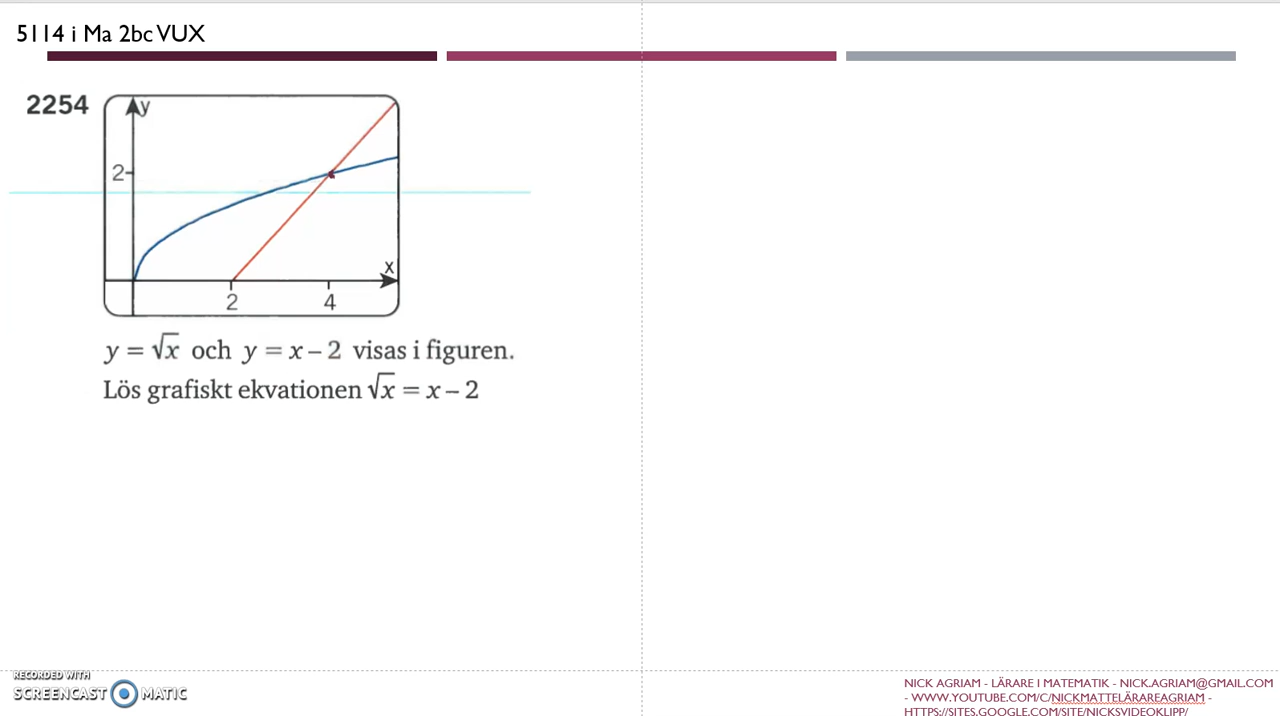 5114 i Ma 2bc VUX
2254
y
2
x
2 4
y = √x och y = x – 2 visas i figuren.
Lös grafiskt ekvationen √x = x – 2
RECORDED WITH
SCREENCAST MATIC
NICK AGRIAM - LÄRARE I MATEMATIK - NICK.AGRIAM@GMAIL.COM
- WWW.YOUTUBE.COM/C/NICKMATTELÄRAREAGRIAM -
HTTPS://SITES.GOOGLE.COM/SITE/NICKSVIDEOKLIPP/